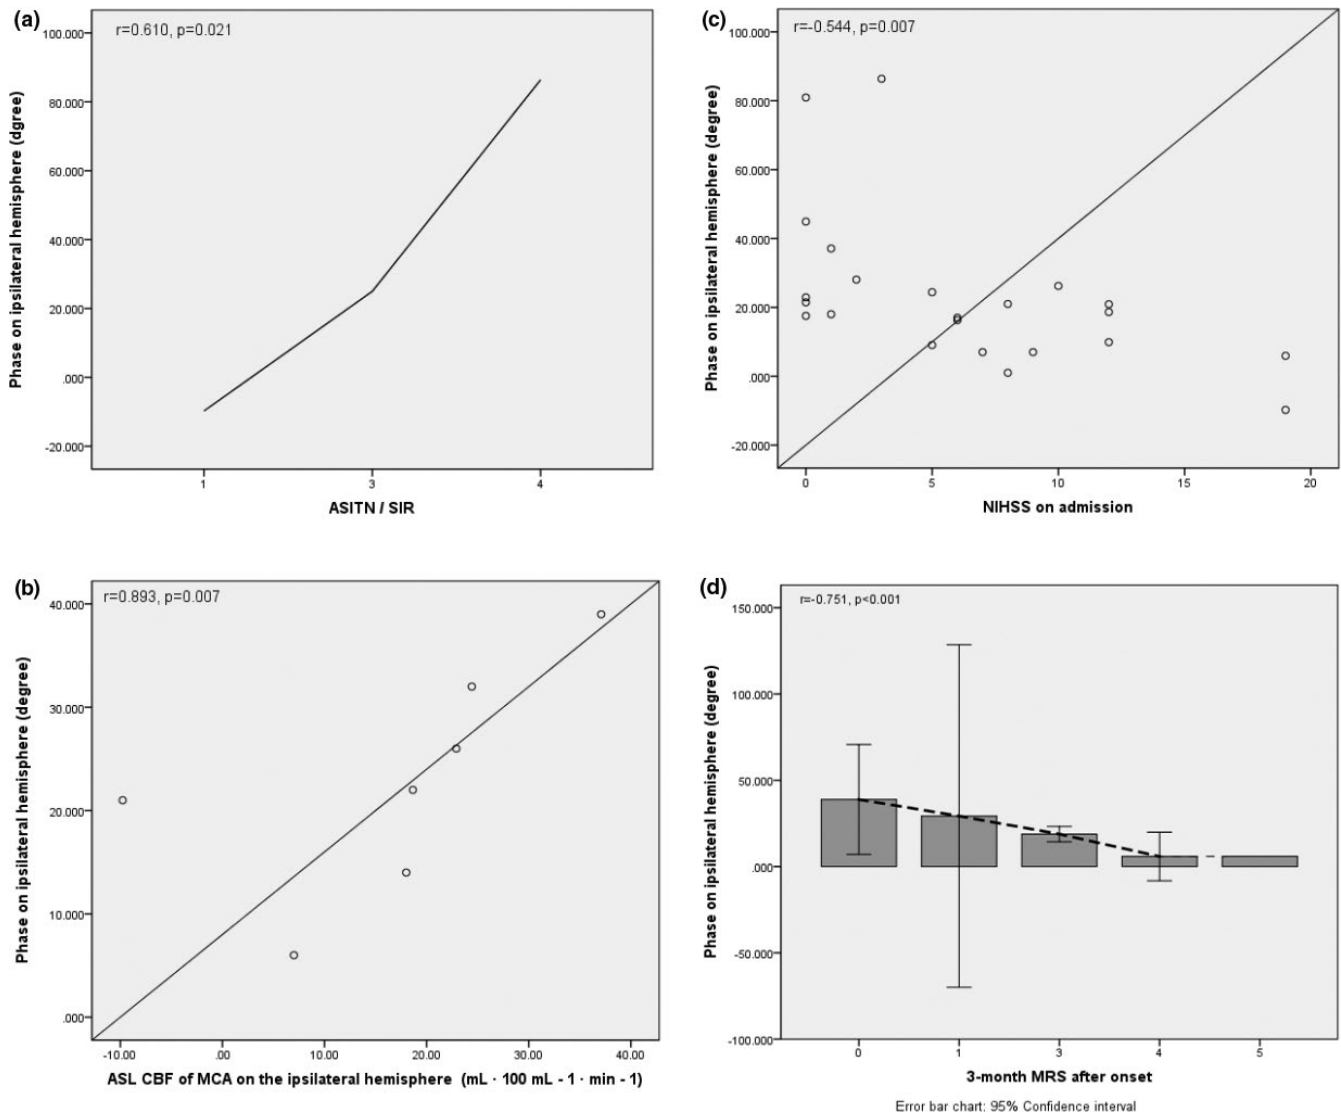 (a)
r=0.610, p=0.021
100.000
80.000
60.000
40.000
20.000
.000
-20.000
Phase on ipsilateral hemisphere (dgree)
1 3 4
ASITN / SIR
(c)
r=-0.544, p=0.007
100.000
80.000
60.000
40.000
20.000
.000
-20.000
Phase on ipsilateral hemisphere (degree)
0 5 10 15 20
NIHSS on admission
(b)
r=0.893, p=0.007
40.000
30.000
20.000
10.000
.000
Phase on ipsilateral hemisphere (degree)
-10.00 .00 10.00 20.00 30.00 40.00
ASL CBF of MCA on the ipsilateral hemisphere (mL · 100 mL - 1 · min - 1)
(d)
r=-0.751, p<0.001
150.000
100.000
50.000
.000
-50.000
-100.000
Phase on ipsilateral hemisphere (degree)
0 1 3 4 5
3-month MRS after onset
Error bar chart: 95% Confidence interval